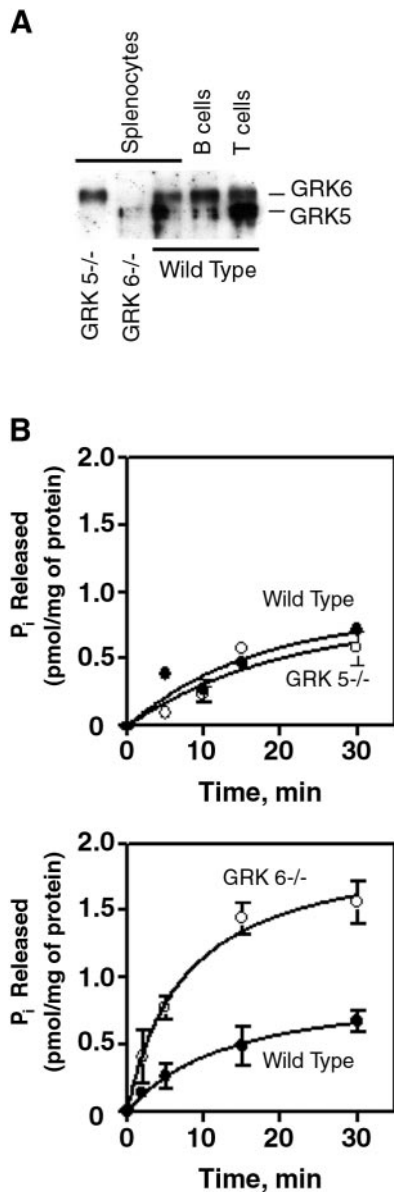 A
Splenocytes
B cells
T cells
GRK6
GRK5
GRK 5-/-
GRK 6-/-
Wild Type
B
2.0
1.5
1.0
0.5
0
Pi Released
(pmol/mg of protein)
Wild Type
GRK 5-/-
0 10 20 30
Time, min
2.0
1.5
1.0
0.5
0
Pi Released
(pmol/mg of protein)
GRK 6-/-
Wild Type
0 10 20 30
Time, min